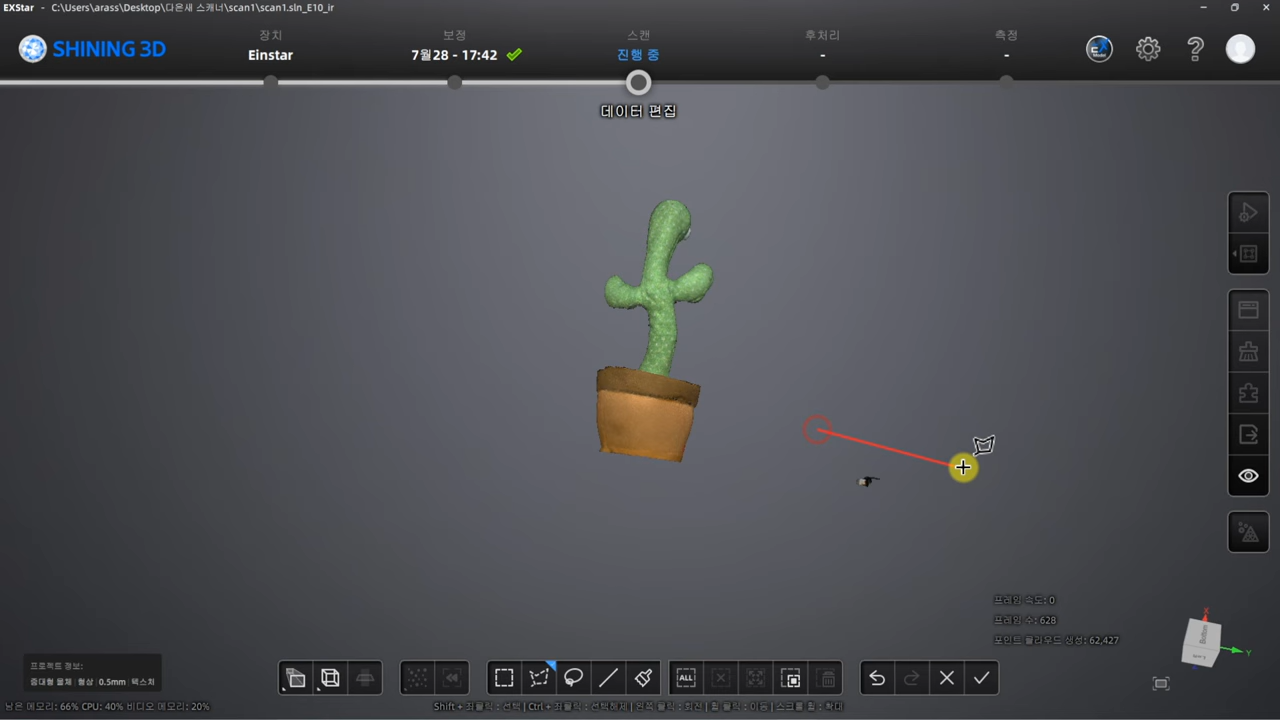 EXStar - C:\Users\arass\Desktop\다온새 스캐너\scan1\scan1.sln_E10_ir
SHINING 3D
장치
Einstar
보정
7월28 - 17:42
스캔
진행 중
후처리
-
측정
-
데이터 편집
프레임 속도: 0
프레임 수: 628
포인트 클라우드 생성: 62,427
Bottom
X
Y
프로젝트 정보:
중대형 물체 | 형상 | 0.5mm | 텍스처
ALL
남은 메모리: 66% CPU: 40% 비디오 메모리: 20%
Shift + 좌클릭 : 선택 | Ctrl + 좌클릭 : 선택해제 | 왼쪽 클릭 : 회전 | 휠 클릭 : 이동 | 스크롤 휠 : 확대